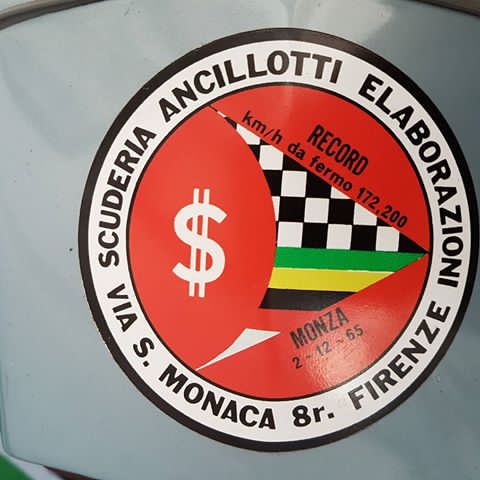 SCUDERIA ANCILLOTTI ELABORAZIONI
VIA S. MONACA 8r. FIRENZE
RECORD
km/h da fermo 172,200
$
MONZA
2-12-65